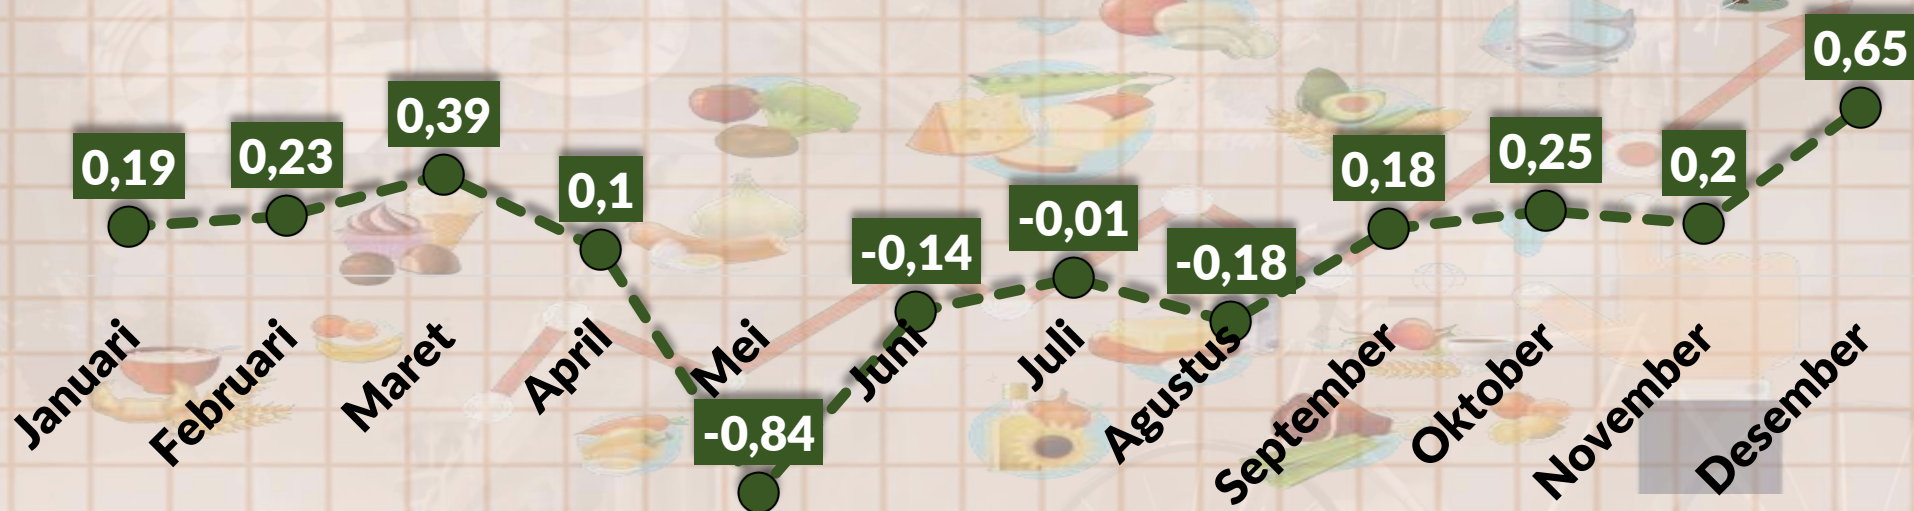 0,19
0,23
0,39
0,1
-0,84
-0,14
-0,01
-0,18
0,18
0,25
0,2
0,65
Januari
Februari
Maret
April
Mei
Juni
Juli
Agustus
September
Oktober
November
Desember